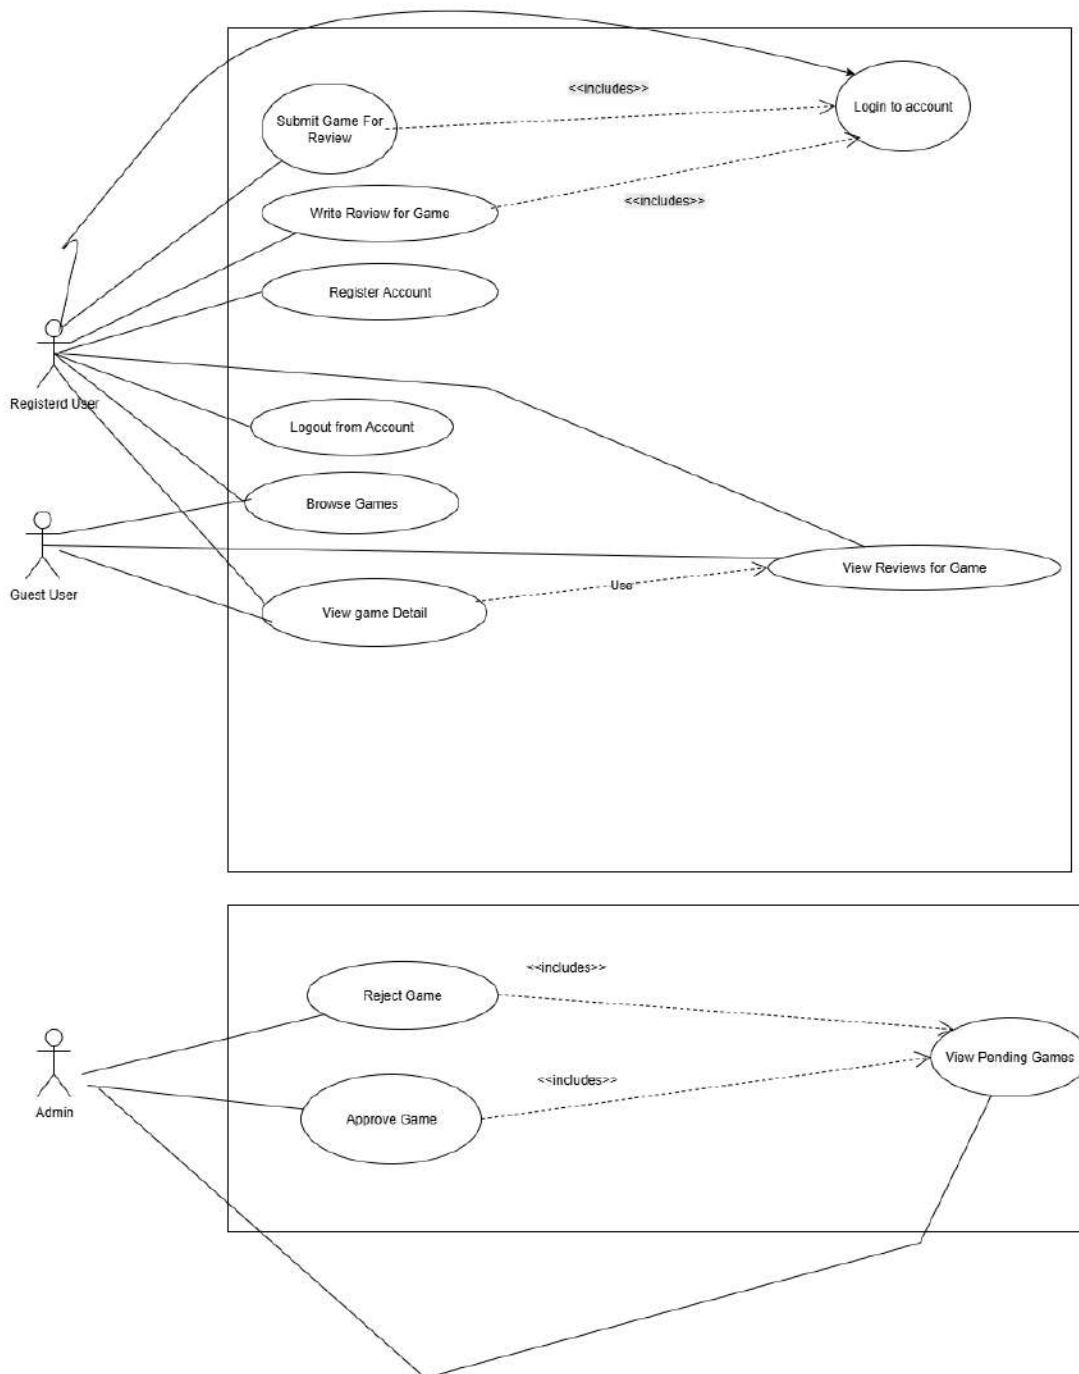 <<includes>>
Login to account
Submit Game For
Review
<<includes>>
Write Review for Game
Register Account
Registerd User
Logout from Account
Browse Games
Guest User
View Reviews for Game
Use
View game Detail
<<includes>>
Reject Game
View Pending Games
<<includes>>
Admin
Approve Game